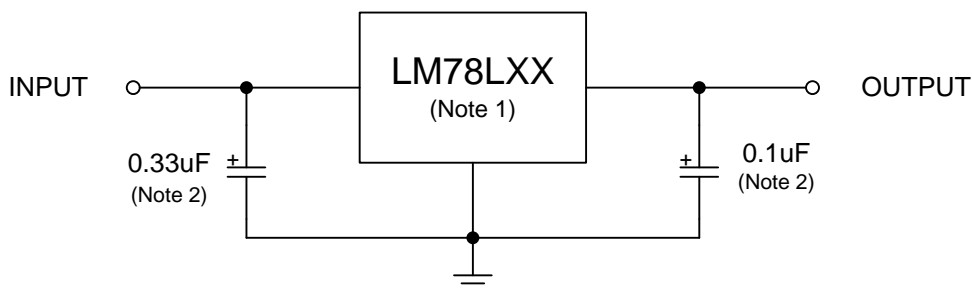 LM78LXX
(Note 1)
INPUT
OUTPUT
0.33uF
(Note 2)
+
+
0.1uF
(Note 2)